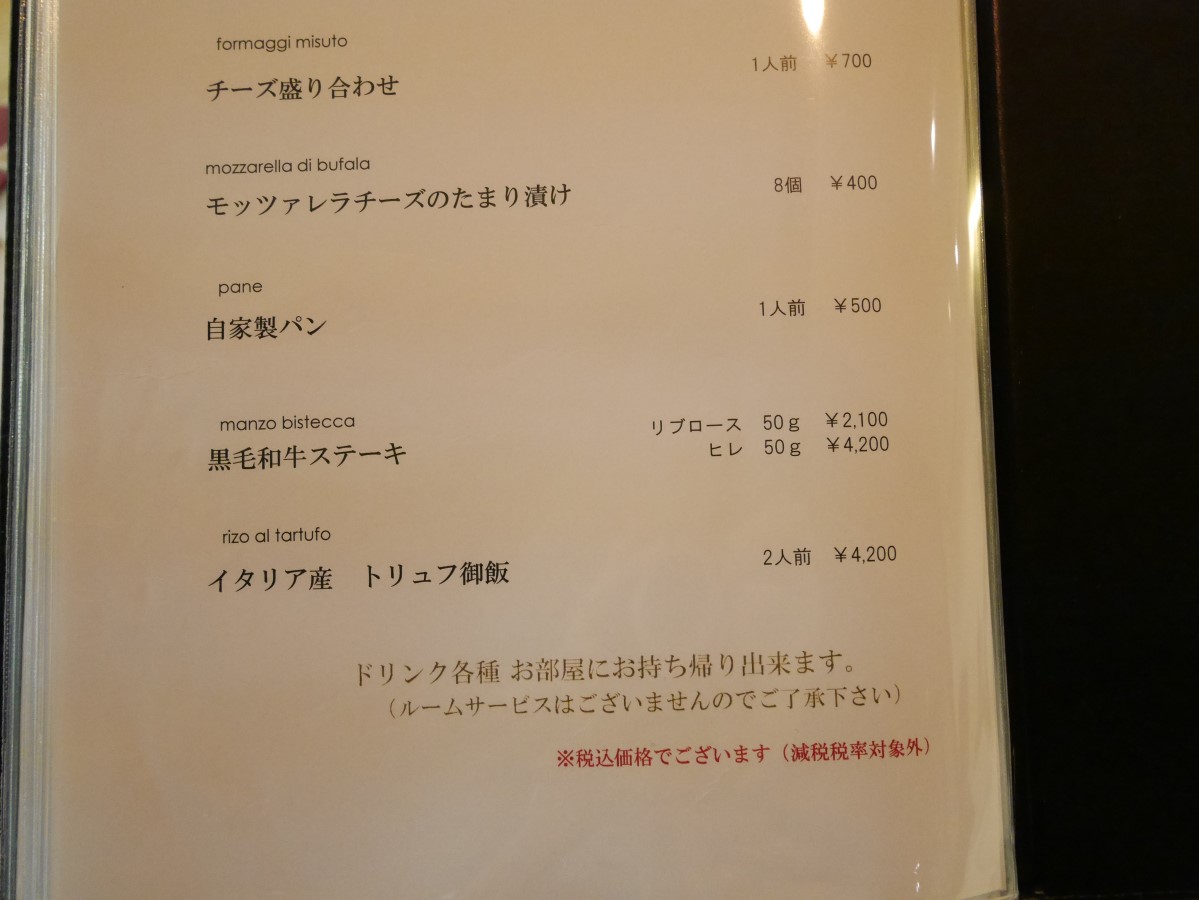 formaggi misuto
チーズ盛り合わせ 1人前 ¥700
mozzarella di bufala
モッツァレラチーズのたまり漬け 8個 ¥400
pane
自家製パン 1人前 ¥500
manzo bistecca リブロース 50g ¥2,100
黒毛和牛ステーキ ヒレ 50g ¥4,200
rizo al tartufo
イタリア産 トリュフ御飯 2人前 ¥4,200
ドリンク各種 お部屋にお持ち帰り出来ます。
（ルームサービスはございませんのでご了承下さい）
※税込価格でございます（減税税率対象外）